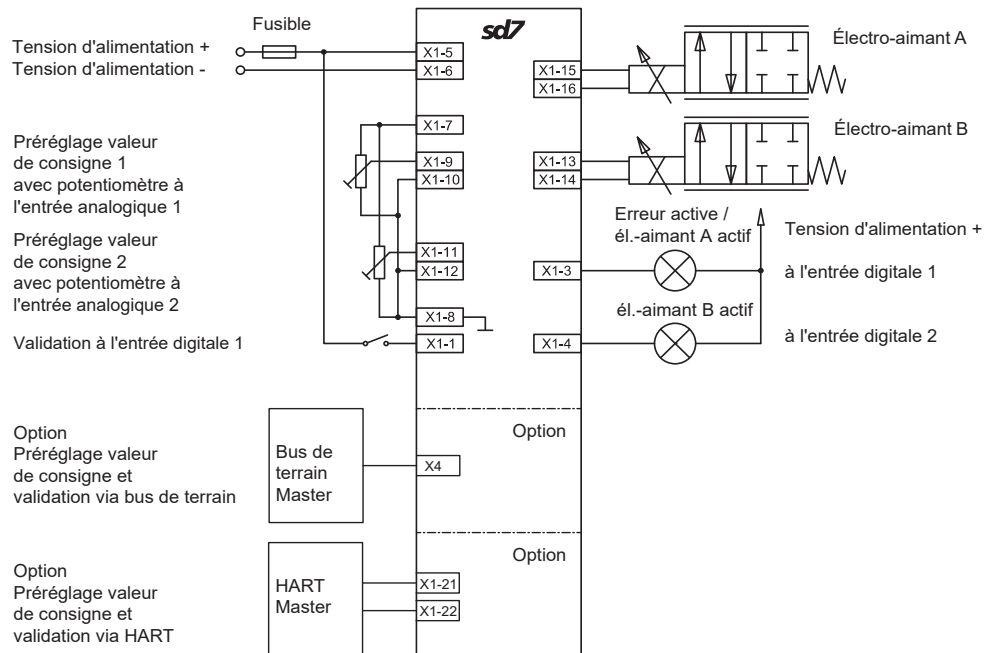 Fusible
sd7
Tension d'alimentation +
Tension d'alimentation -
X1-5
X1-6
X1-15
X1-16
Électro-aimant A
Préréglage valeur
de consigne 1
avec potentiomètre à
l'entrée analogique 1
X1-7
X1-9
X1-10
X1-13
X1-14
Électro-aimant B
Préréglage valeur
de consigne 2
avec potentiomètre à
l'entrée analogique 2
X1-11
X1-12
X1-8
X1-3
Erreur active /
él.-aimant A actif
Tension d'alimentation +
à l'entrée digitale 1
Validation à l'entrée digitale 1
X1-1
X1-4
él.-aimant B actif
à l'entrée digitale 2
Option
Préréglage valeur
de consigne et
validation via bus de terrain
Bus de
terrain
Master
X4
Option
Option
Préréglage valeur
de consigne et
validation via HART
HART
Master
X1-21
X1-22
Option